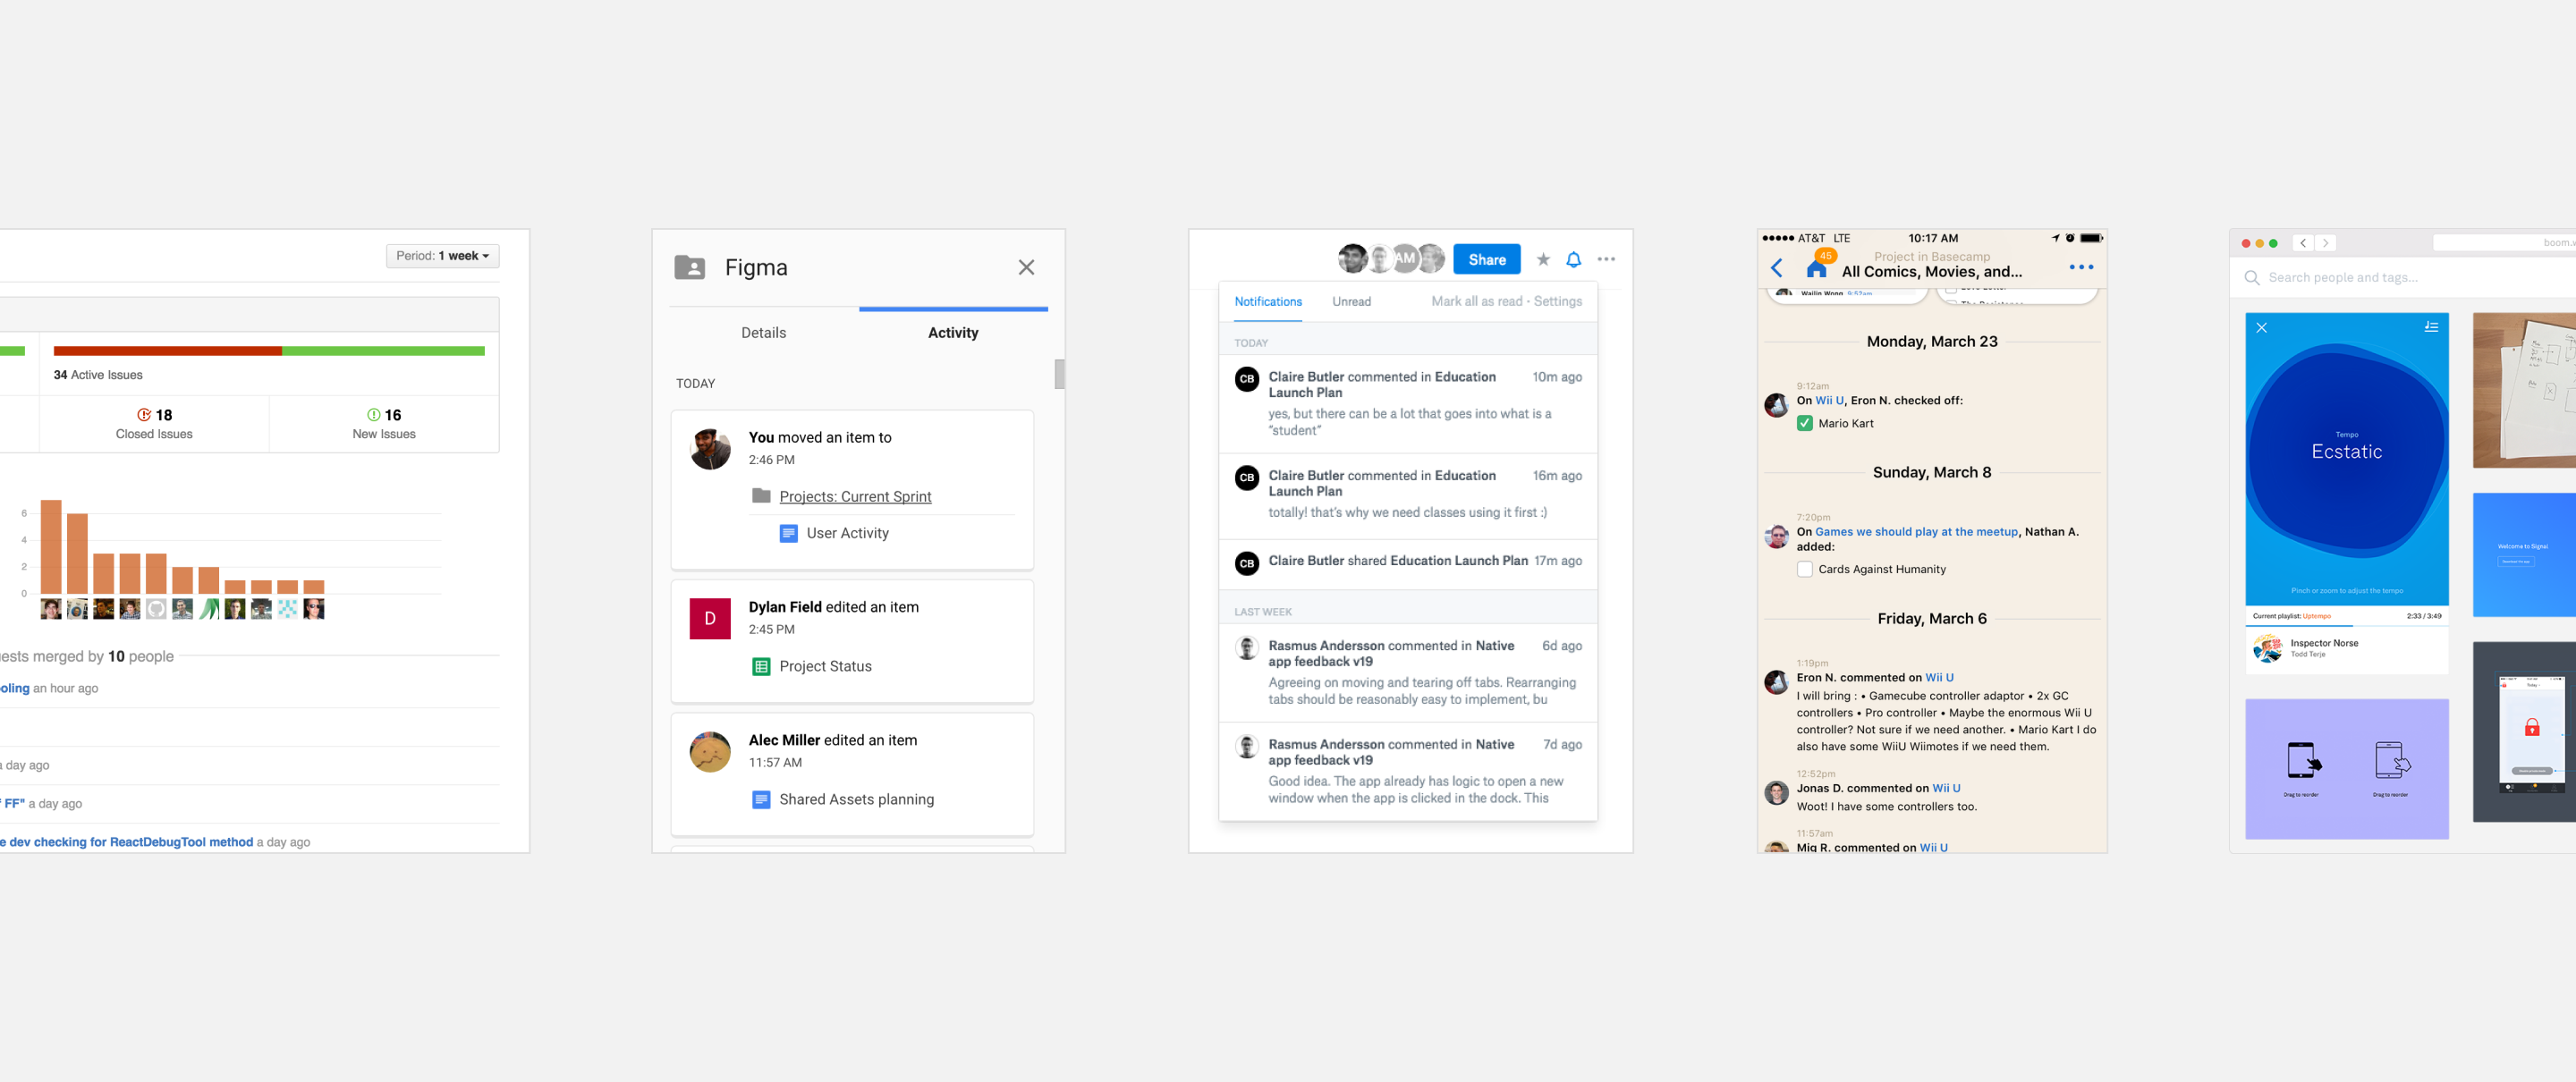 Period: 1 week
34 Active Issues
18
Closed Issues
16
New Issues
6
4
2
0
ests merged by 10 people
oling an hour ago
a day ago
FF" a day ago
e dev checking for ReactDebugTool method a day ago
Figma
Details
Activity
TODAY
You moved an item to
2:46 PM
Projects: Current Sprint
User Activity
D
Dylan Field edited an item
2:45 PM
Project Status
Alec Miller edited an item
11:57 AM
Shared Assets planning
AM
Share
Notifications
Unread
Mark all as read • Settings
TODAY
CB
Claire Butler commented in Education
10m ago
Launch Plan
yes, but there can be a lot that goes into what is a
“student”
CB
Claire Butler commented in Education
16m ago
Launch Plan
totally! that’s why we need classes using it first :)
CB
Claire Butler shared Education Launch Plan
17m ago
LAST WEEK
Rasmus Andersson commented in Native
6d ago
app feedback v19
Agreeing on moving and tearing off tabs. Rearranging
tabs should be reasonably easy to implement, bu
Rasmus Andersson commented in Native
7d ago
app feedback v19
Good idea. The app already has logic to open a new
window when the app is clicked in the dock. This
AT&T LTE
10:17 AM
45
Project in Basecamp
All Comics, Movies, and...
Wailin Wong 9:57am
Monday, March 23
9:12am
On Wii U, Eron N. checked off:
Mario Kart
Sunday, March 8
7:20pm
On Games we should play at the meetup, Nathan A.
added:
Cards Against Humanity
Friday, March 6
1:19pm
Eron N. commented on Wii U
I will bring : • Gamecube controller adaptor • 2x GC
controllers • Pro controller • Maybe the enormous Wii U
controller? Not sure if we need another. • Mario Kart I do
also have some WiiU Wiimotes if we need them.
12:52pm
Jonas D. commented on Wii U
Woot! I have some controllers too.
11:57am
Mig R. commented on Wii U
boom.v
Search people and tags...
Tempo
Ecstatic
Pinch or zoom to adjust the tempo
Current playlist: Uptempo
2:33 / 3:49
Inspector Norse
Todd Terje
Drag to reorder
Drag to reorder
Welcome to Signal
Today